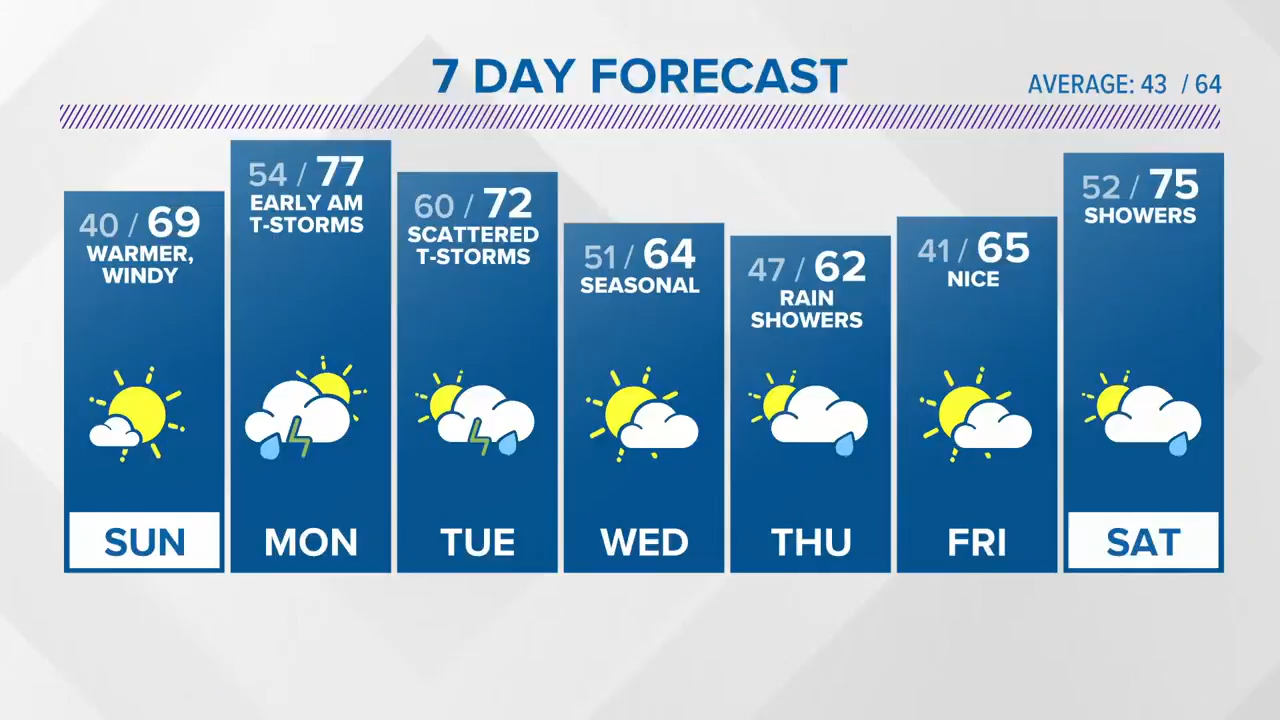 7 DAY FORECAST
AVERAGE: 43 / 64
40 / 69
WARMER,
WINDY
SUN
54 / 77
EARLY AM
T-STORMS
MON
60 / 72
SCATTERED
T-STORMS
TUE
51 / 64
SEASONAL
WED
47 / 62
RAIN
SHOWERS
THU
41 / 65
NICE
FRI
52 / 75
SHOWERS
SAT